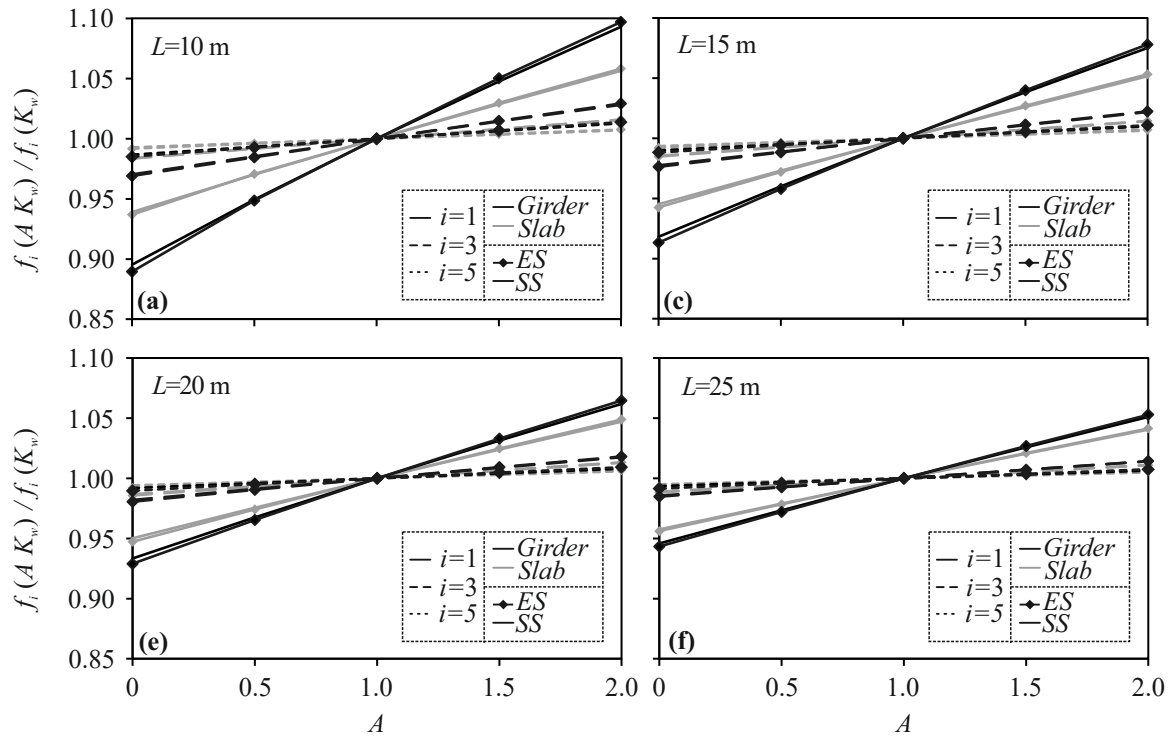 f_i (A K_w) / f_i (K_w)
1.10
1.05
1.00
0.95
0.90
0.85
L=10 m
i=1
i=3
i=5
Girder
Slab
ES
SS
(a)
L=15 m
i=1
i=3
i=5
Girder
Slab
ES
SS
(c)
f_i (A K_w) / f_i (K_w)
1.10
1.05
1.00
0.95
0.90
0.85
L=20 m
i=1
i=3
i=5
Girder
Slab
ES
SS
(e)
0 0.5 1.0 1.5 2.0
A
L=25 m
i=1
i=3
i=5
Girder
Slab
ES
SS
(f)
0 0.5 1.0 1.5 2.0
A